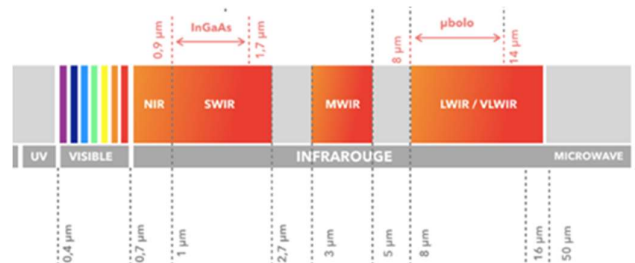 InGaAs
µbolo
0,9 µm
1,7 µm
8 µm
14 µm
NIR
SWIR
MWIR
LWIR / VLWIR
UV
VISIBLE
INFRAROUGE
MICROWAVE
0,4 µm
0,7 µm
1 µm
2,7 µm
3 µm
5 µm
8 µm
16 µm
50 µm